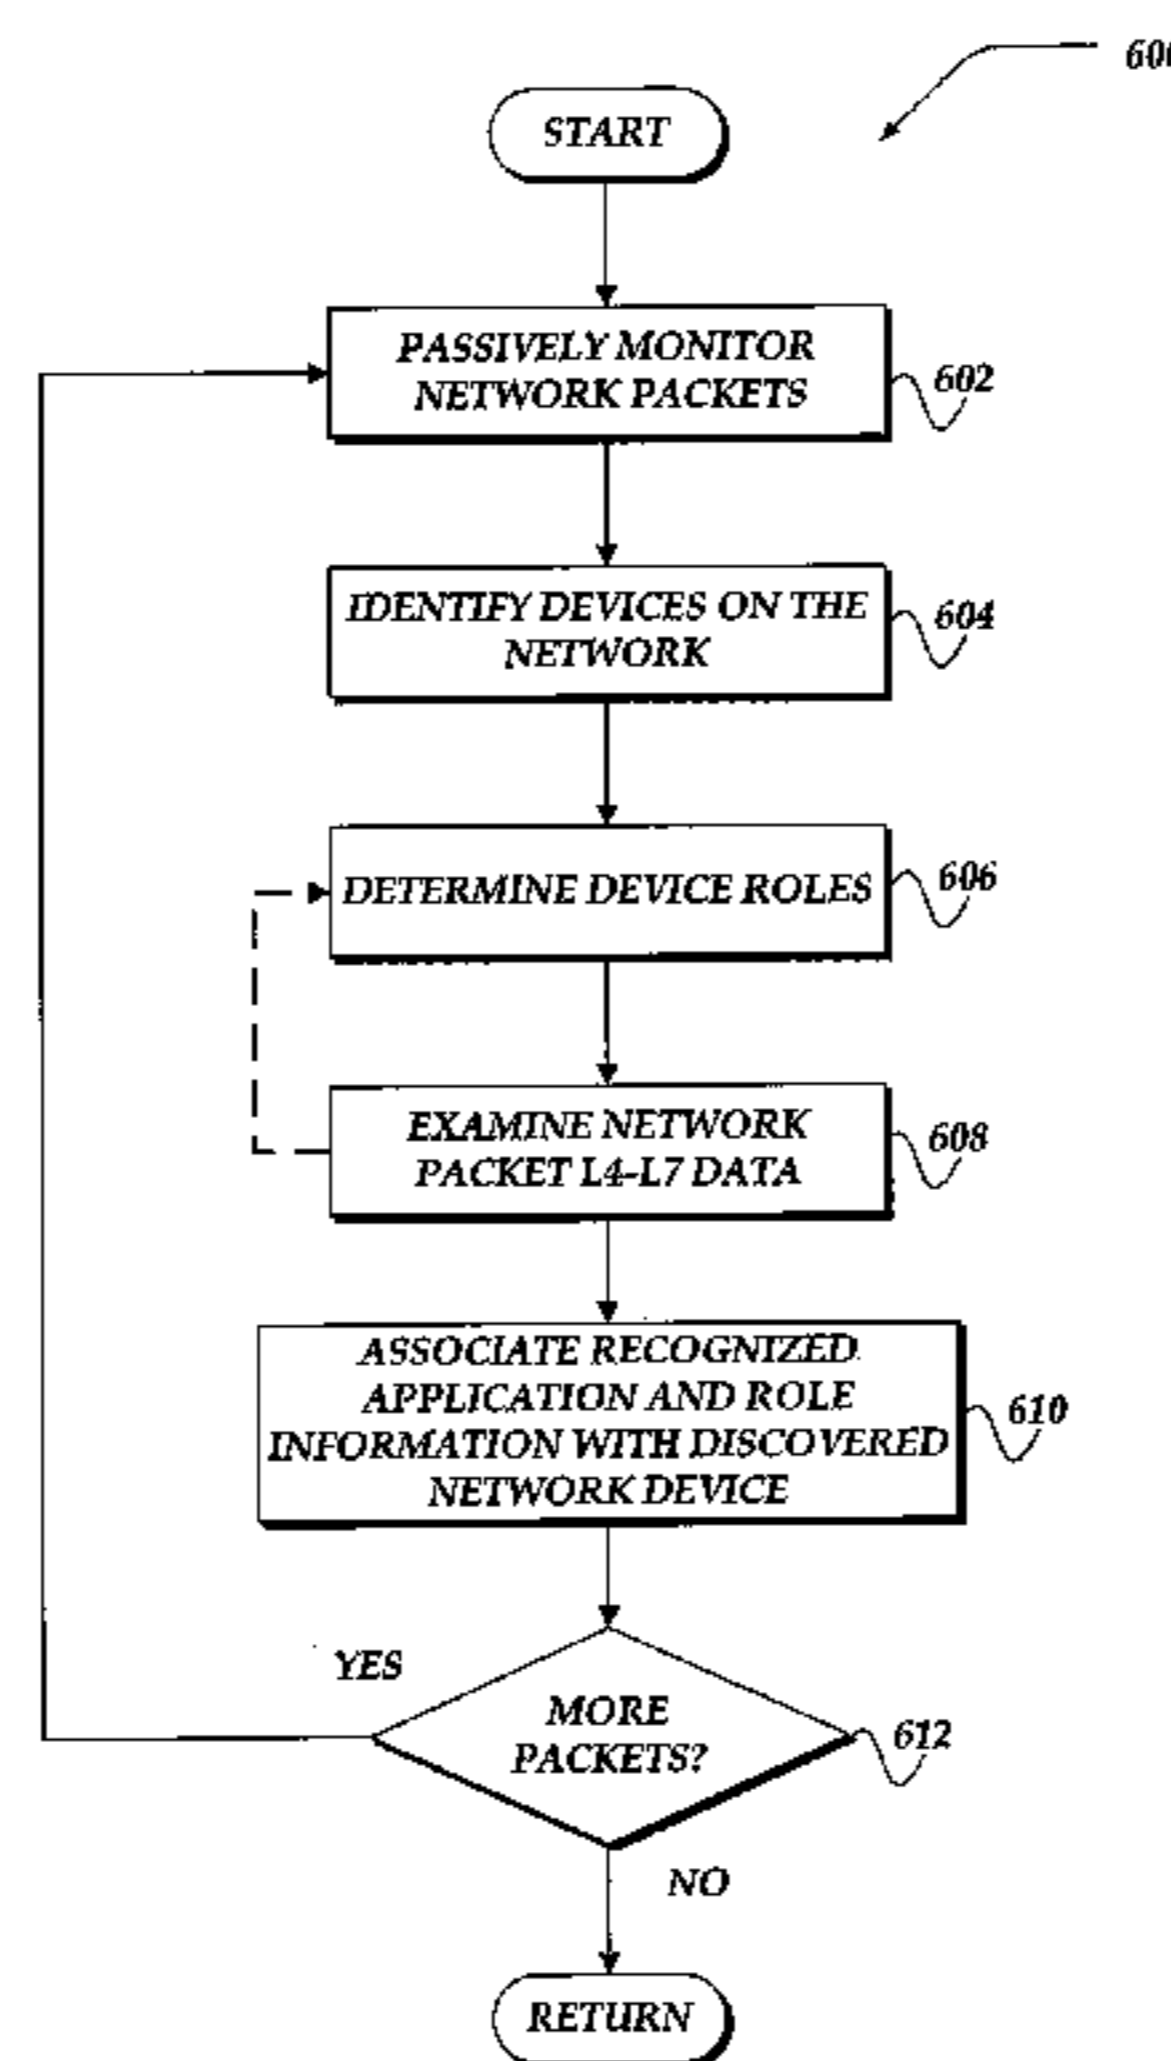 START
PASSIVELY MONITOR
NETWORK PACKETS
602
IDENTIFY DEVICES ON THE
NETWORK
604
DETERMINE DEVICE ROLES
606
EXAMINE NETWORK
PACKET L4-L7 DATA
608
ASSOCIATE RECOGNIZED
APPLICATION AND ROLE
INFORMATION WITH DISCOVERED
NETWORK DEVICE
610
YES
MORE
PACKETS?
612
NO
RETURN